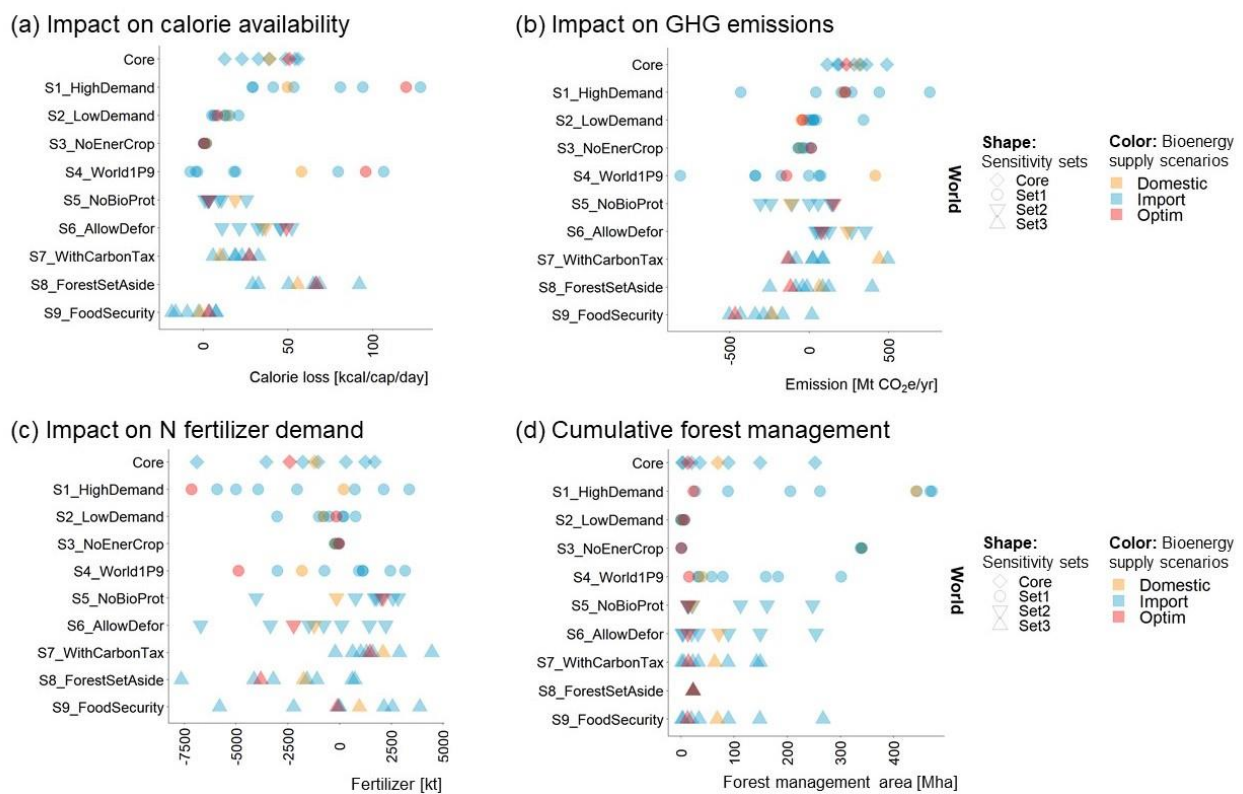 (a) Impact on calorie availability
Core
S1_HighDemand
S2_LowDemand
S3_NoEnerCrop
S4_World1P9
S5_NoBioProt
S6_AllowDefor
S7_WithCarbonTax
S8_ForestSetAside
S9_FoodSecurity
0
50
100
Calorie loss [kcal/cap/day]
(b) Impact on GHG emissions
Core
S1_HighDemand
S2_LowDemand
S3_NoEnerCrop
S4_World1P9
S5_NoBioProt
S6_AllowDefor
S7_WithCarbonTax
S8_ForestSetAside
S9_FoodSecurity
-500
0
500
Emission [Mt CO₂e/yr]
World
Shape:
Sensitivity sets
Core
Set1
Set2
Set3
Color: Bioenergy
supply scenarios
Domestic
Import
Optim
(c) Impact on N fertilizer demand
Core
S1_HighDemand
S2_LowDemand
S3_NoEnerCrop
S4_World1P9
S5_NoBioProt
S6_AllowDefor
S7_WithCarbonTax
S8_ForestSetAside
S9_FoodSecurity
-7500
-5000
-2500
0
2500
5000
Fertilizer [kt]
(d) Cumulative forest management
Core
S1_HighDemand
S2_LowDemand
S3_NoEnerCrop
S4_World1P9
S5_NoBioProt
S6_AllowDefor
S7_WithCarbonTax
S8_ForestSetAside
S9_FoodSecurity
0
100
200
300
400
Forest management area [Mha]
World
Shape:
Sensitivity sets
Core
Set1
Set2
Set3
Color: Bioenergy
supply scenarios
Domestic
Import
Optim